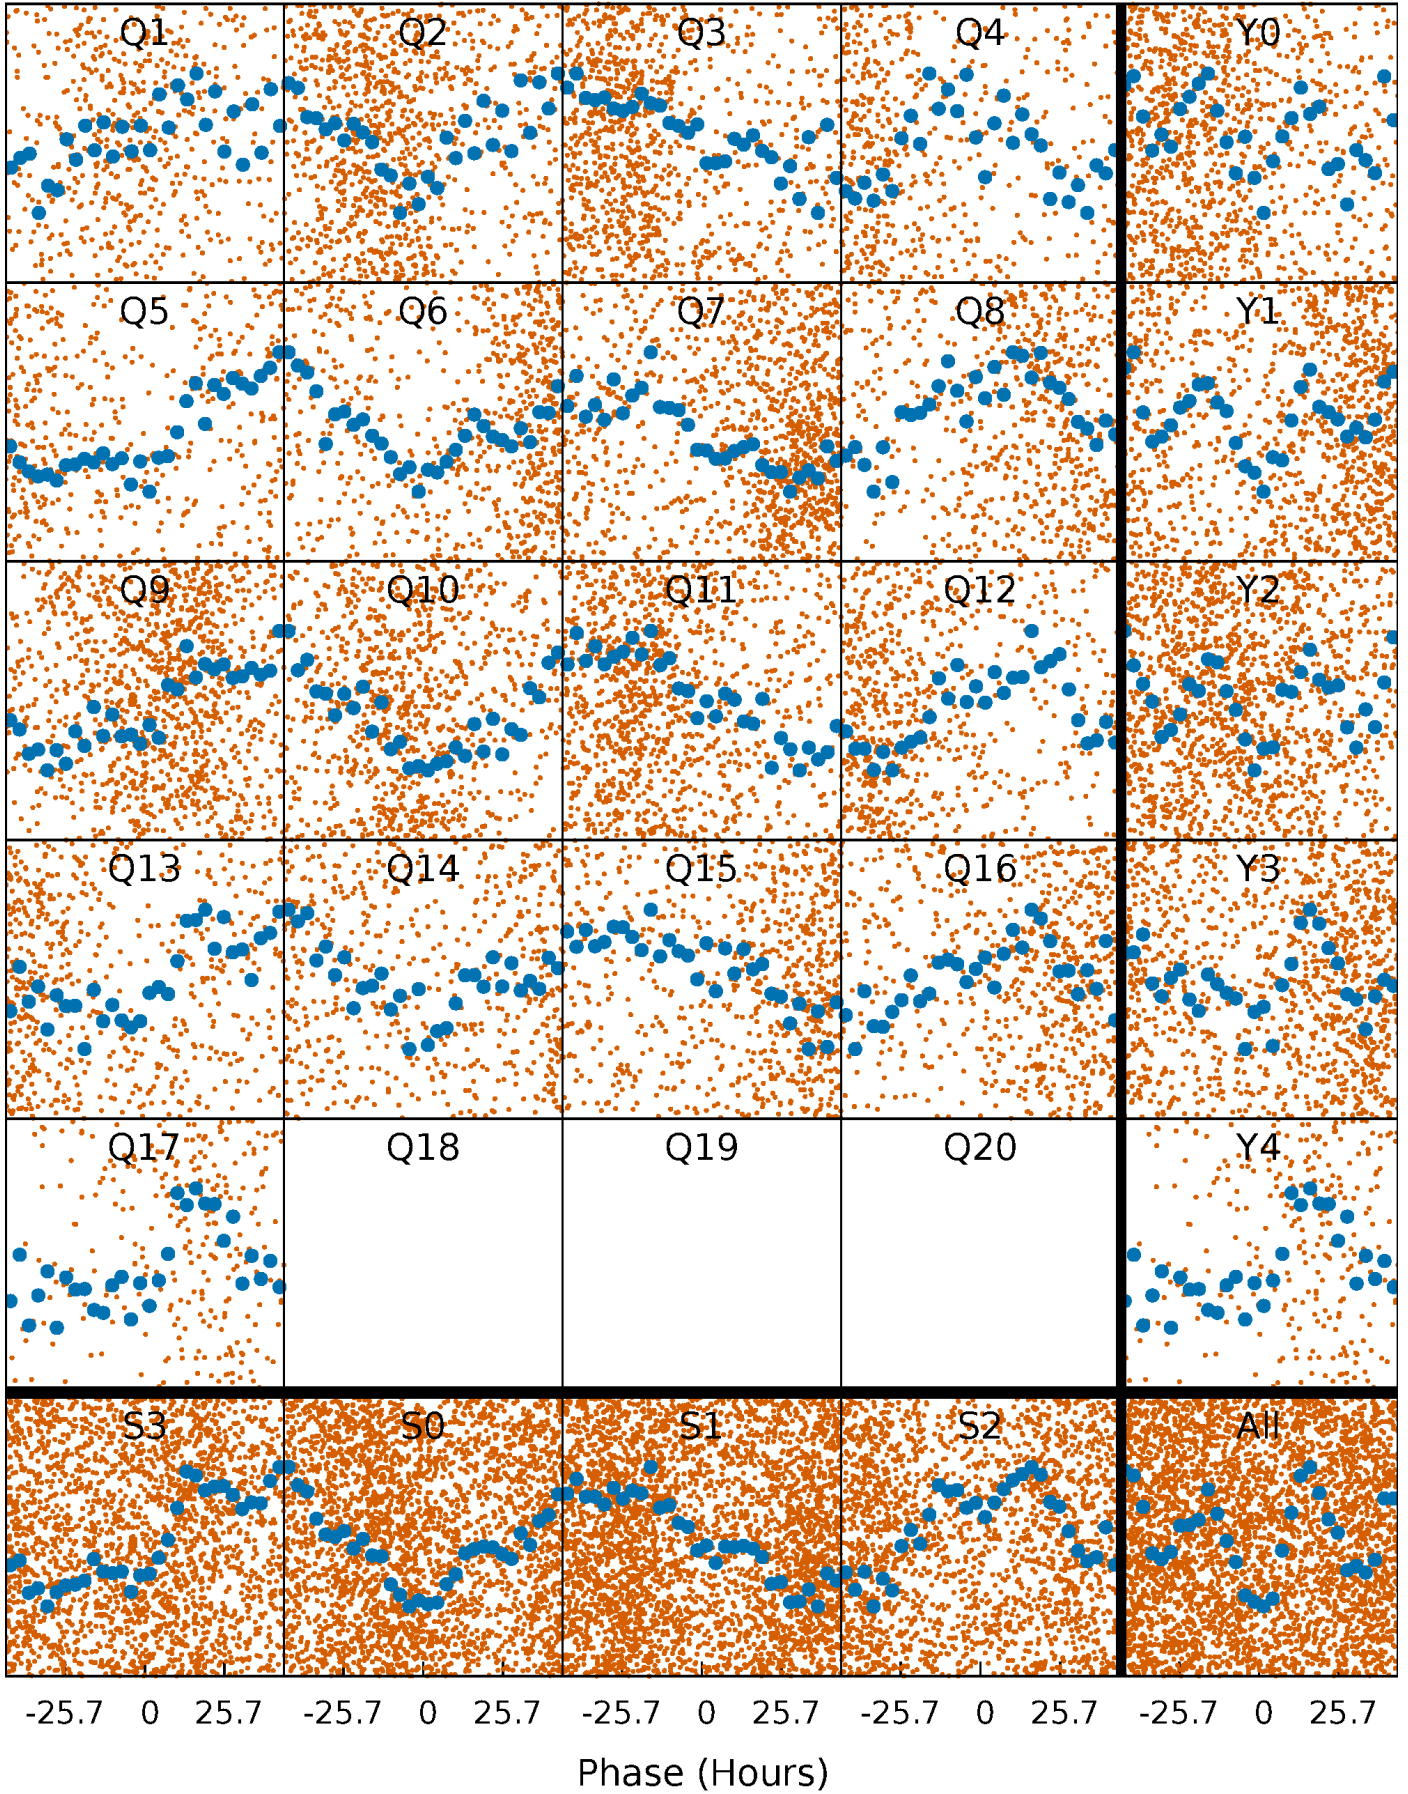 Q1 Q2 Q3 Q4 Y0
Q5 Q6 Q7 Q8 Y1
Q9 Q10 Q11 Q12 Y2
Q13 Q14 Q15 Q16 Y3
Q17 Q18 Q19 Q20 Y4
S3 S0 S1 S2 All
-25.7 0 25.7 -25.7 0 25.7 -25.7 0 25.7 -25.7 0 25.7 -25.7 0 25.7
Phase (Hours)